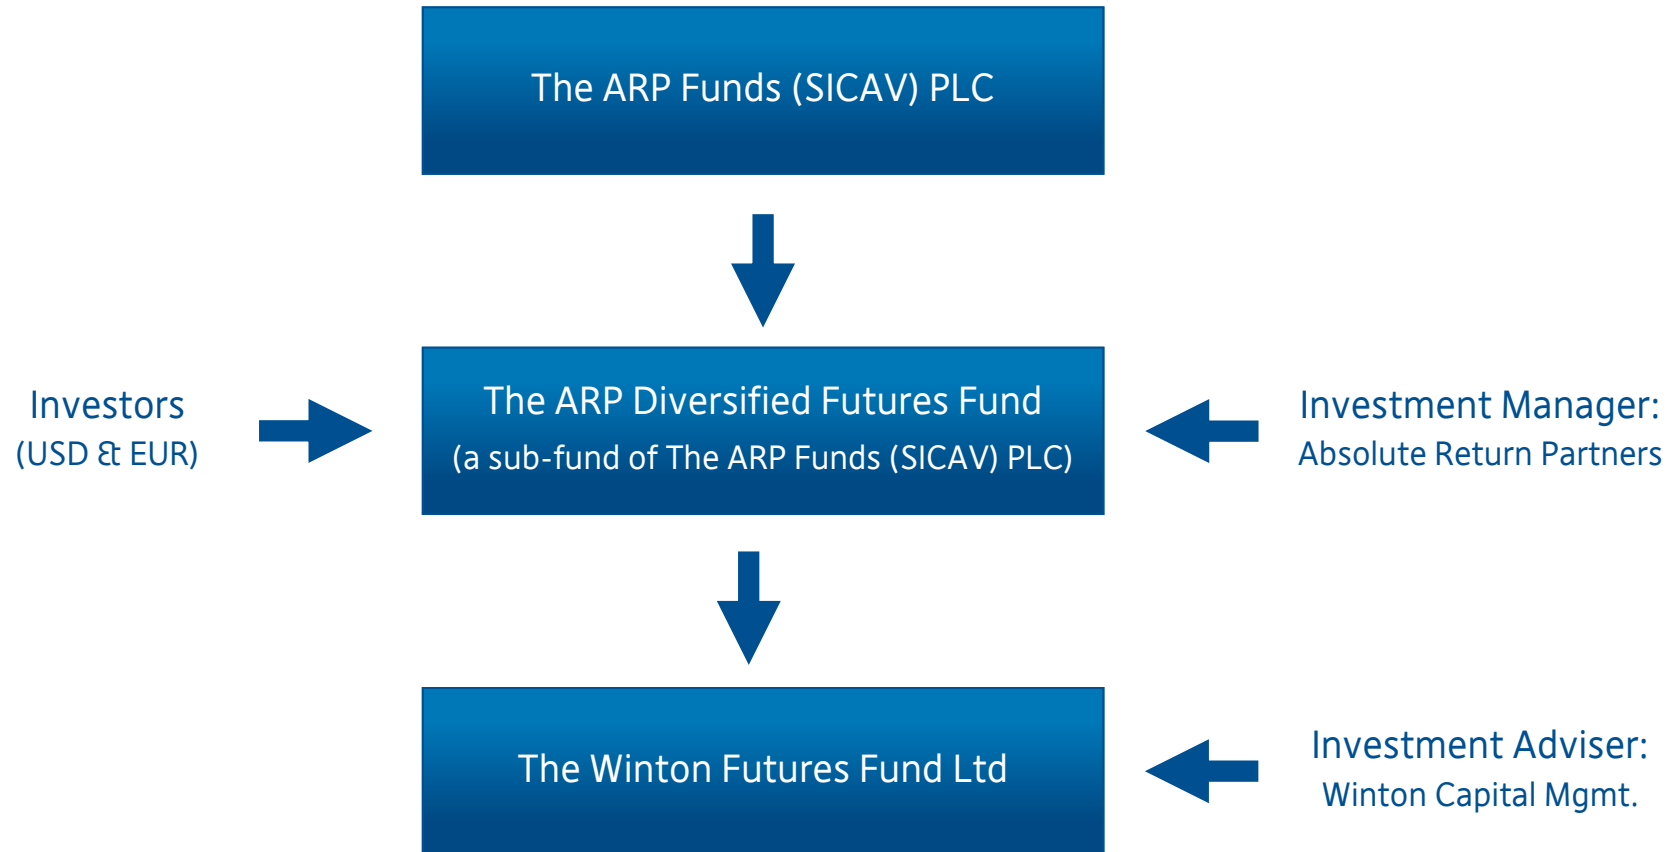 The ARP Funds (SICAV) PLC
Investors
(USD & EUR)
The ARP Diversified Futures Fund
(a sub-fund of The ARP Funds (SICAV) PLC)
Investment Manager:
Absolute Return Partners
The Winton Futures Fund Ltd
Investment Adviser:
Winton Capital Mgmt.